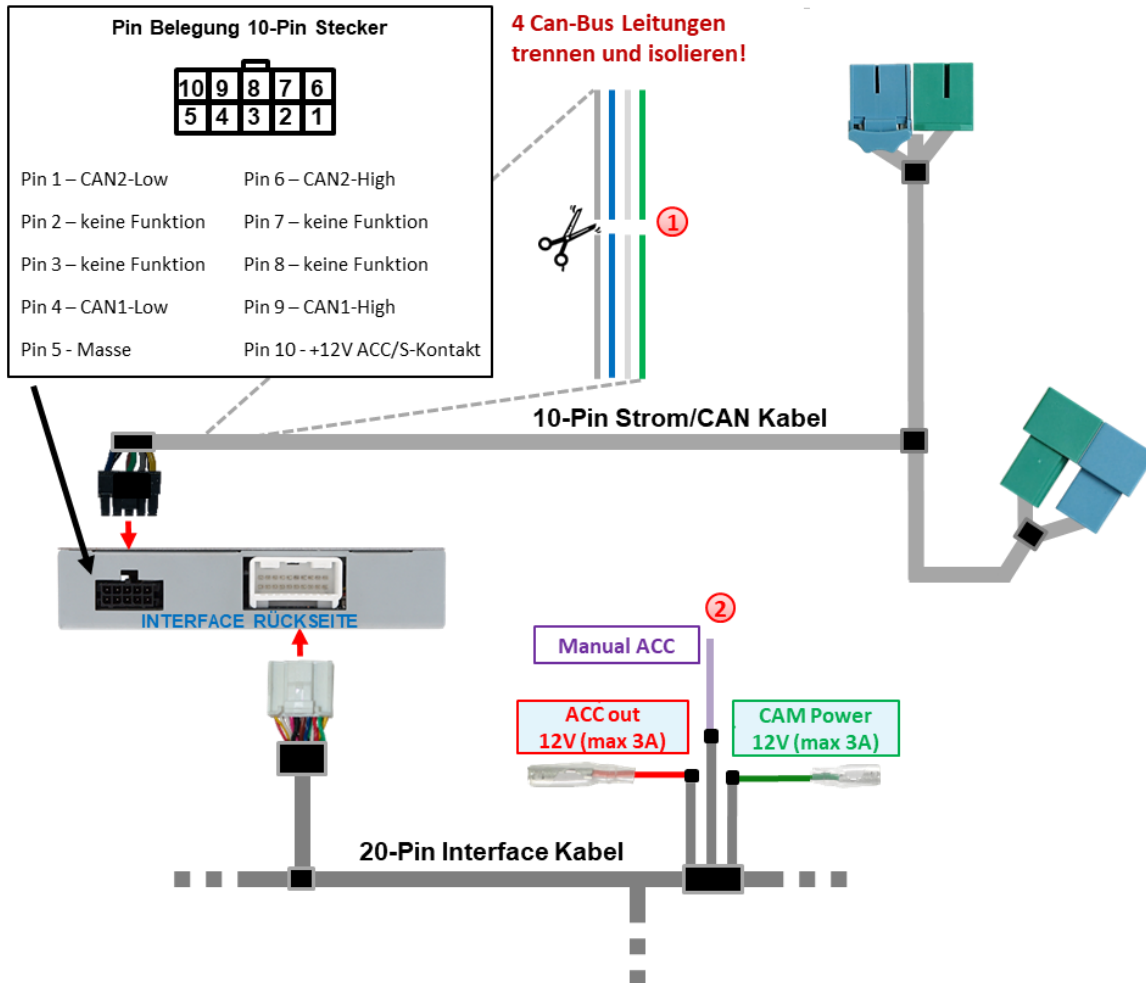 Pin Belegung 10-Pin Stecker
10 9 8 7 6
5 4 3 2 1
Pin 1 – CAN2-Low
Pin 6 – CAN2-High
Pin 2 – keine Funktion
Pin 7 – keine Funktion
Pin 3 – keine Funktion
Pin 8 – keine Funktion
Pin 4 – CAN1-Low
Pin 9 – CAN1-High
Pin 5 - Masse
Pin 10 - +12V ACC/S-Kontakt
4 Can-Bus Leitungen
trennen und isolieren!
1
10-Pin Strom/CAN Kabel
INTERFACE RÜCKSEITE
2
Manual ACC
ACC out
12V (max 3A)
CAM Power
12V (max 3A)
20-Pin Interface Kabel